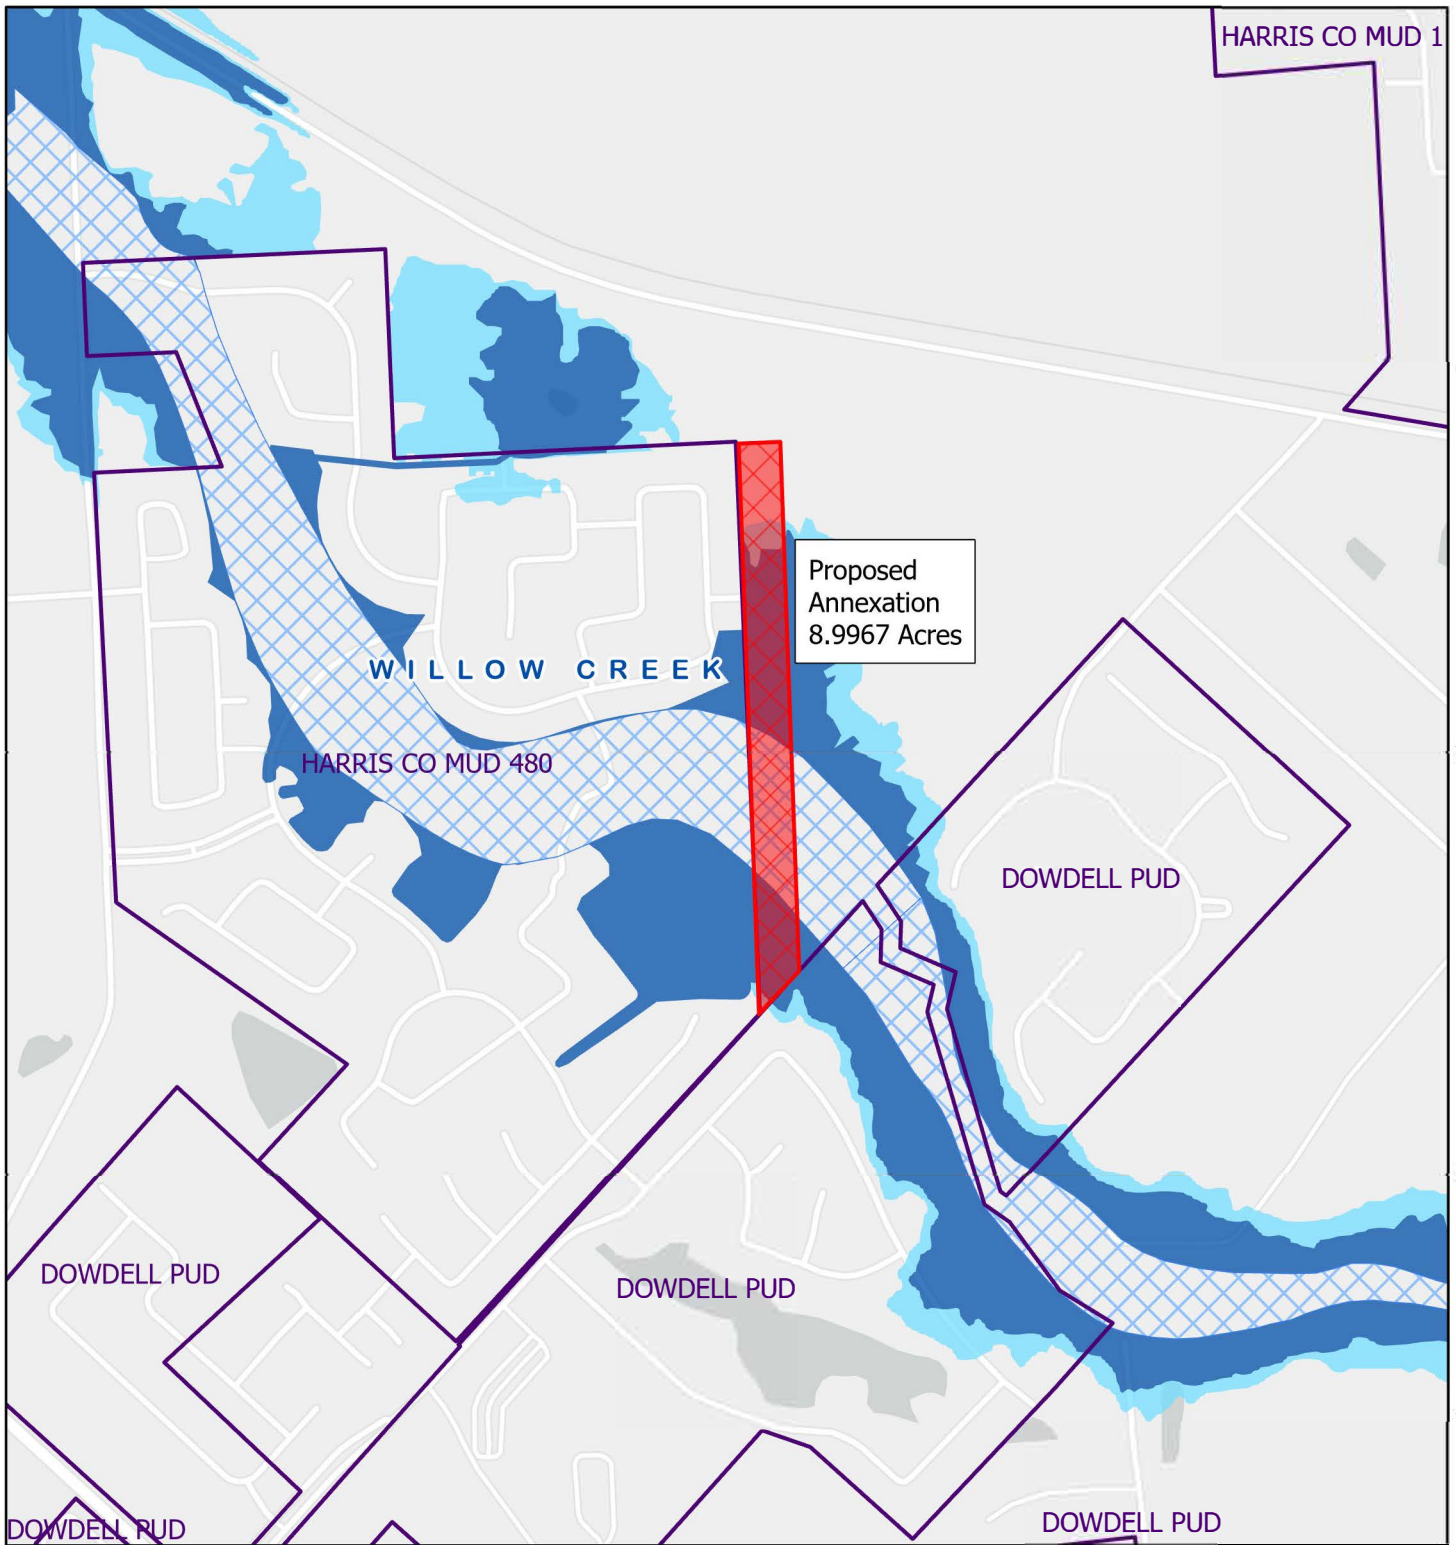 HARRIS CO MUD 1
Proposed
Annexation
8.9967 Acres
WILLOW CREEK
HARRIS CO MUD 480
DOWDELL PUD
DOWDELL PUD
DOWDELL PUD
DOWDELL PUD
DOWDELL PUD